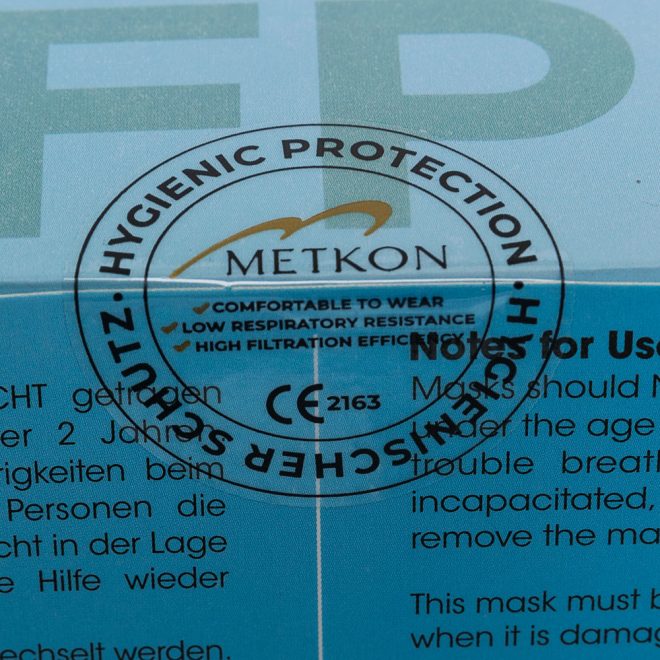 FP
HYGIENIC PROTECTION · HYGIENISCHER SCHUTZ ·
METKON
COMFORTABLE TO WEAR
LOW RESPIRATORY RESISTANCE
HIGH FILTRATION EFFICIENCY
CE 2163
CHT getragen
er 2 Jahren
rigkeiten beim
Personen die
cht in der Lage
e Hilfe wieder
echselt werden.
Notes for Use
Masks should N
under the age
trouble breath
incapacitated,
remove the ma
This mask must b
when it is damag